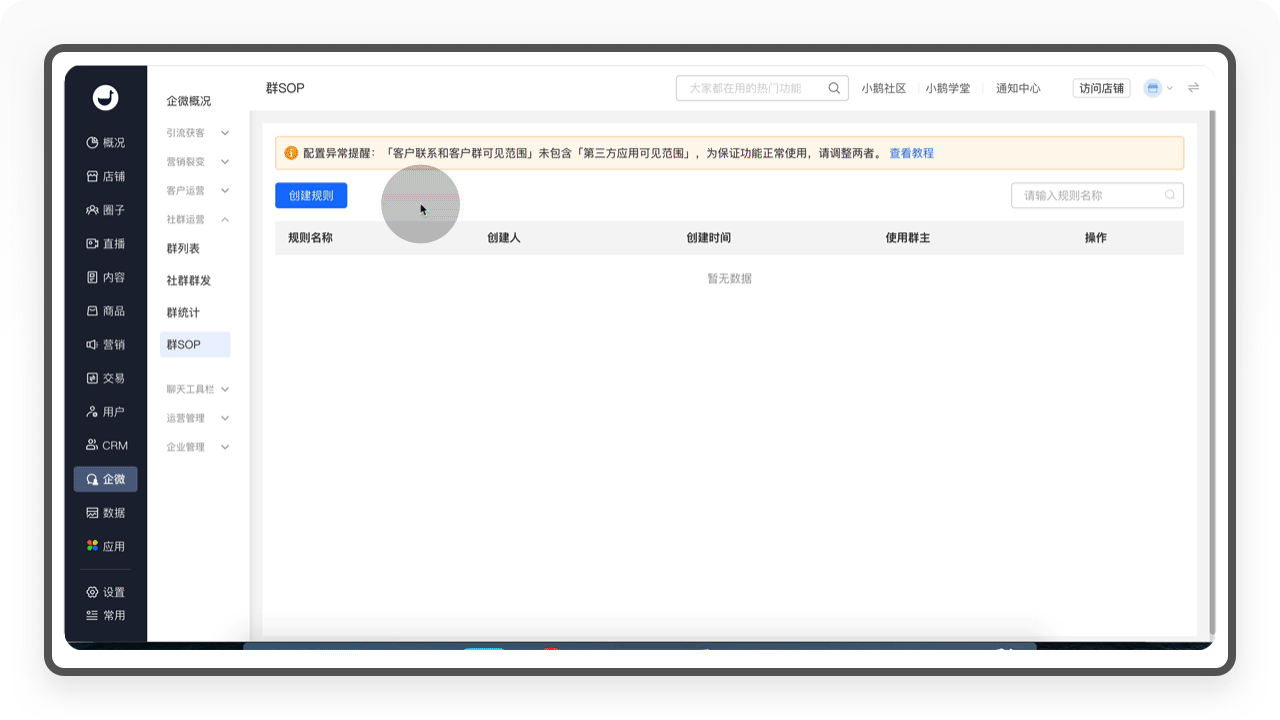 概况
店铺
圈子
直播
内容
商品
营销
交易
用户
CRM
企微
数据
应用
设置
常用
企微概况
引流获客
营销裂变
客户运营
社群运营
群列表
社群群发
群统计
群SOP
聊天工具栏
运营管理
企业管理
群SOP
大家都在用的热门功能
小鹅社区
小鹅学堂
通知中心
访问店铺
配置异常提醒：「客户联系和客户群可见范围」未包含「第三方应用可见范围」，为保证功能正常使用，请调整两者。 查看教程
创建规则
请输入规则名称
规则名称 创建人 创建时间 使用群主 操作
暂无数据